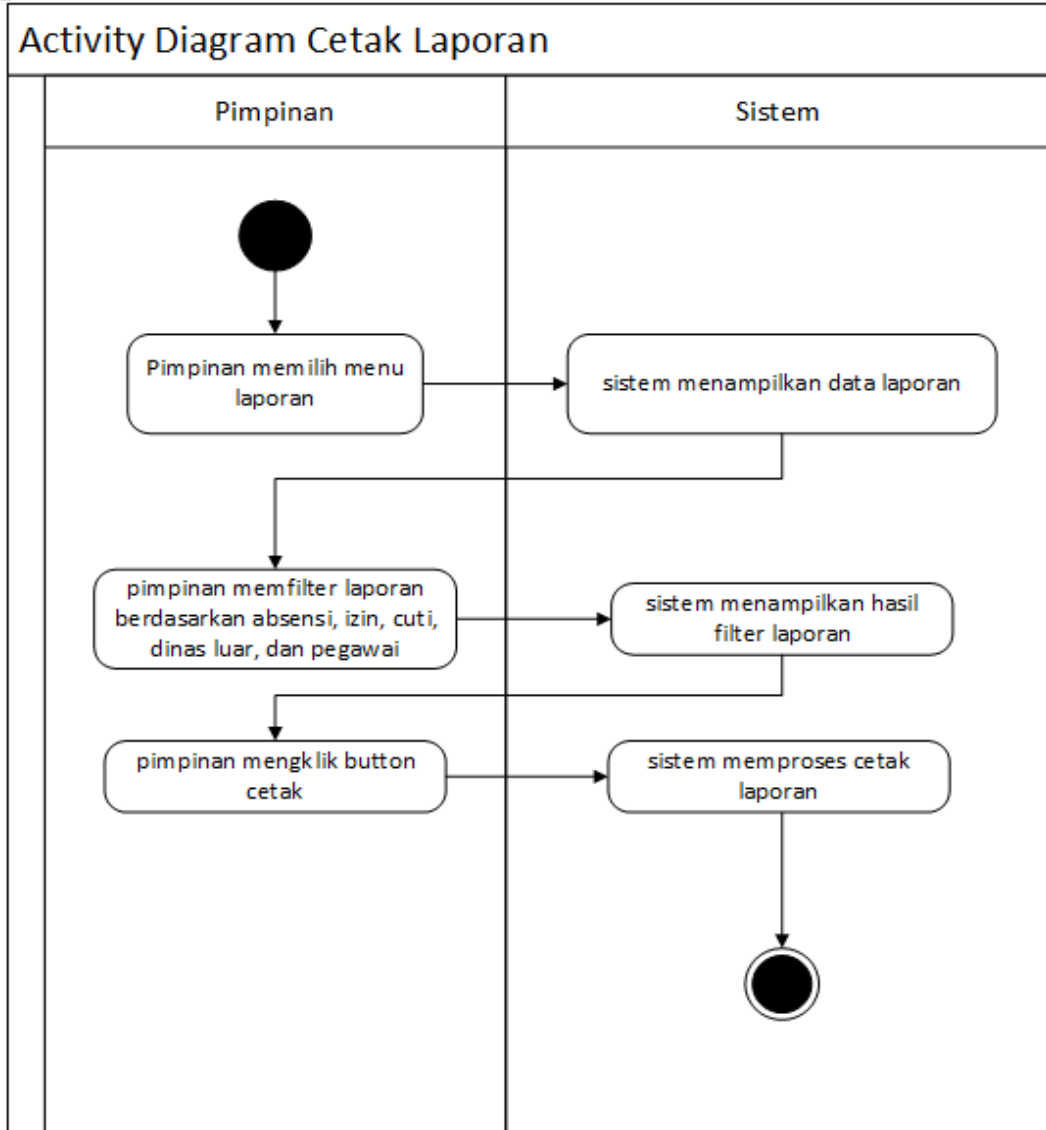 Activity Diagram Cetak Laporan
Pimpinan
Sistem
Pimpinan memilih menu
laporan
sistem menampilkan data laporan
pimpinan memfilter laporan
berdasarkan absensi, izin, cuti,
dinas luar, dan pegawai
sistem menampilkan hasil
filter laporan
pimpinan mengklik button
cetak
sistem memproses cetak
laporan